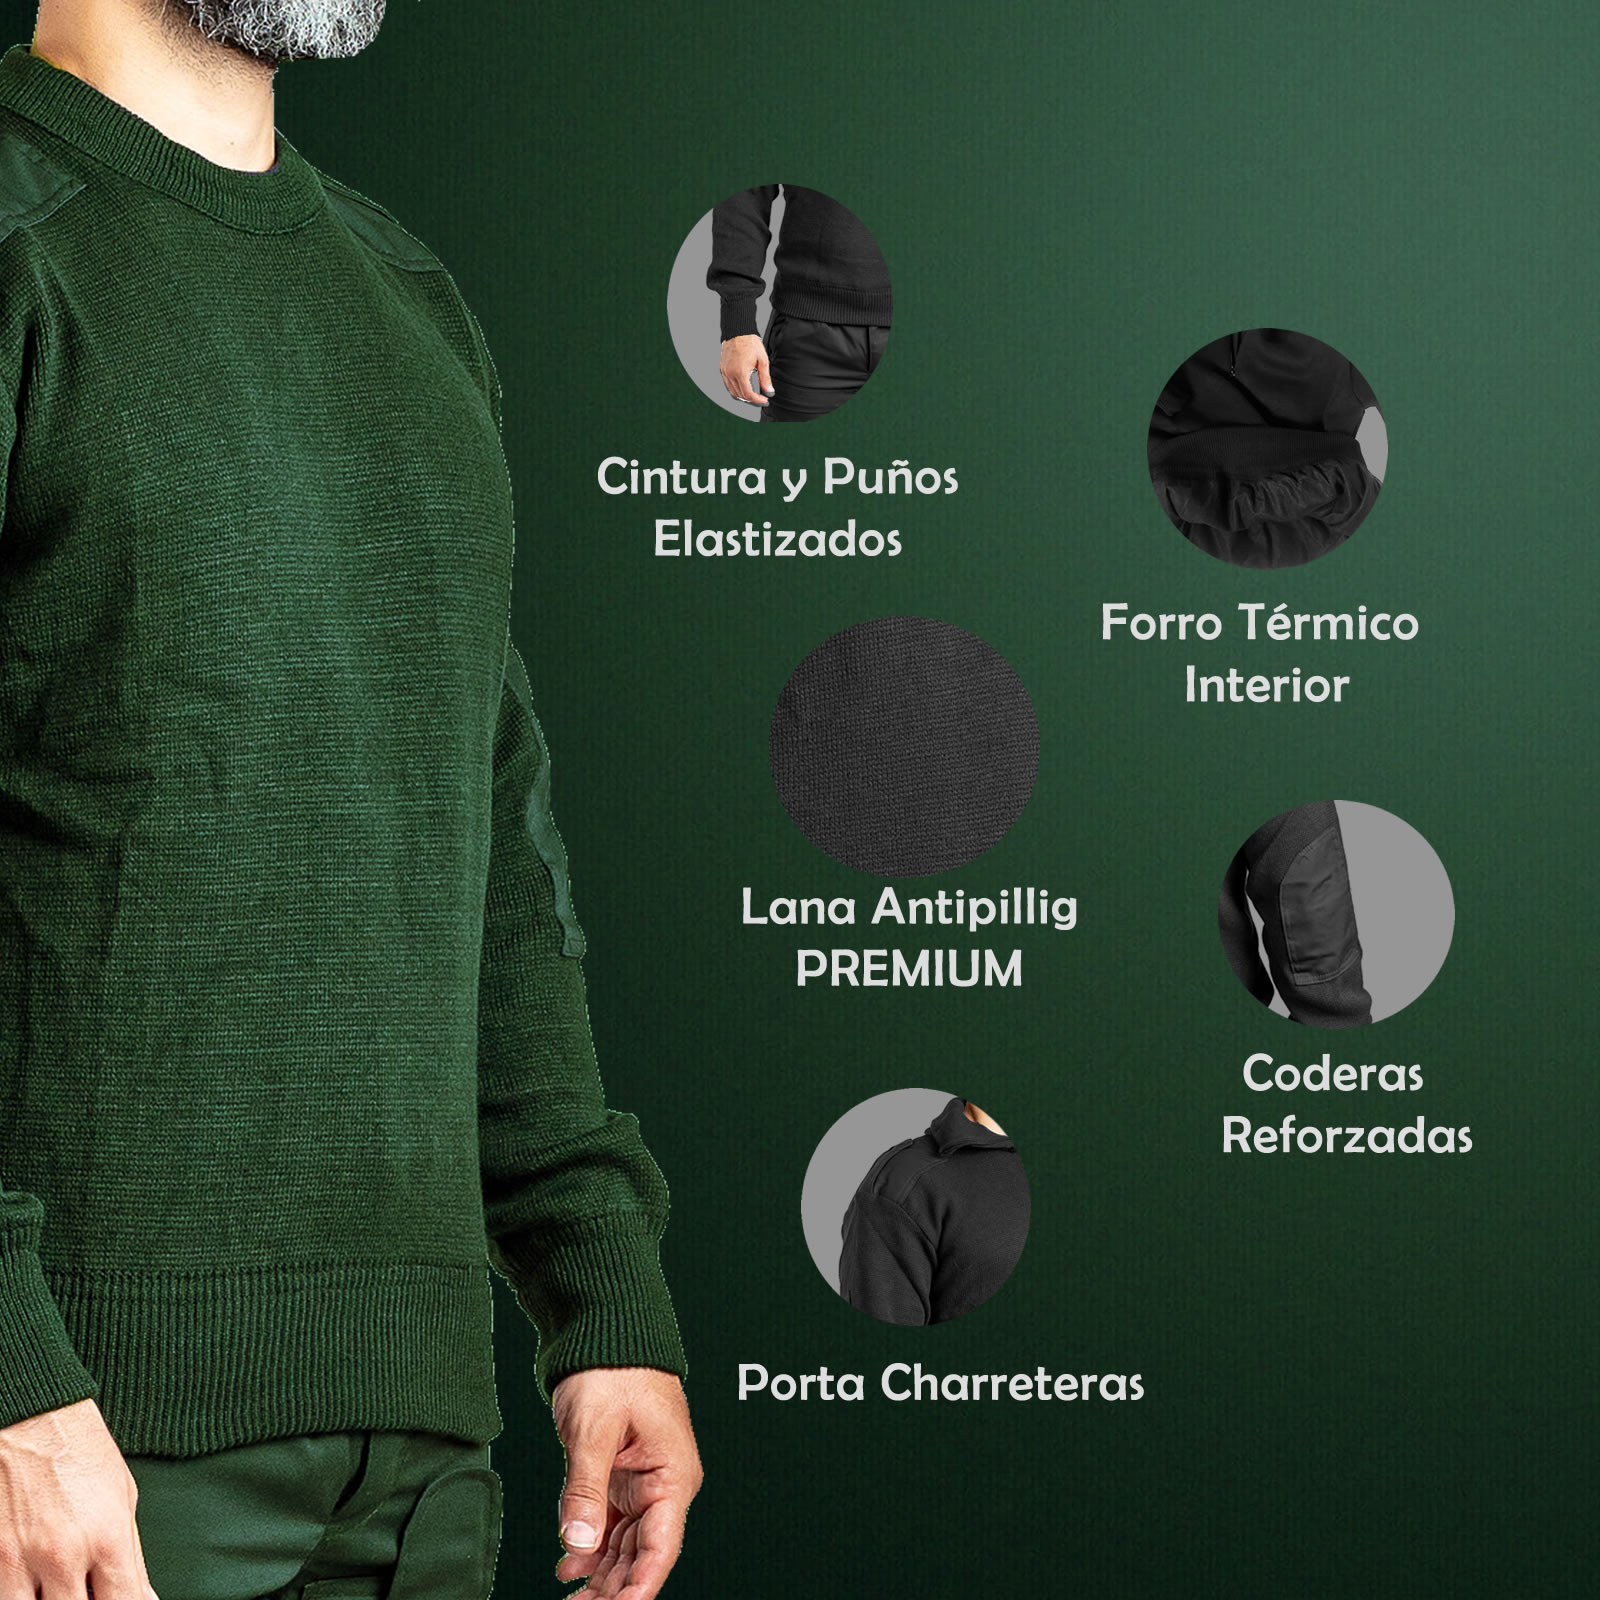 Cintura y Puños
Elastizados
Forro Térmico
Interior
Lana Antipillig
PREMIUM
Coderas
Reforzadas
Porta Charreteras